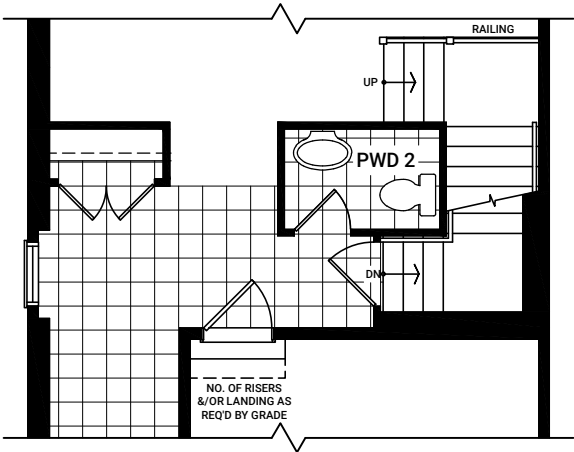 RAILING
UP
PWD 2
DN
NO. OF RISERS
&/OR LANDING AS
REQ'D BY GRADE